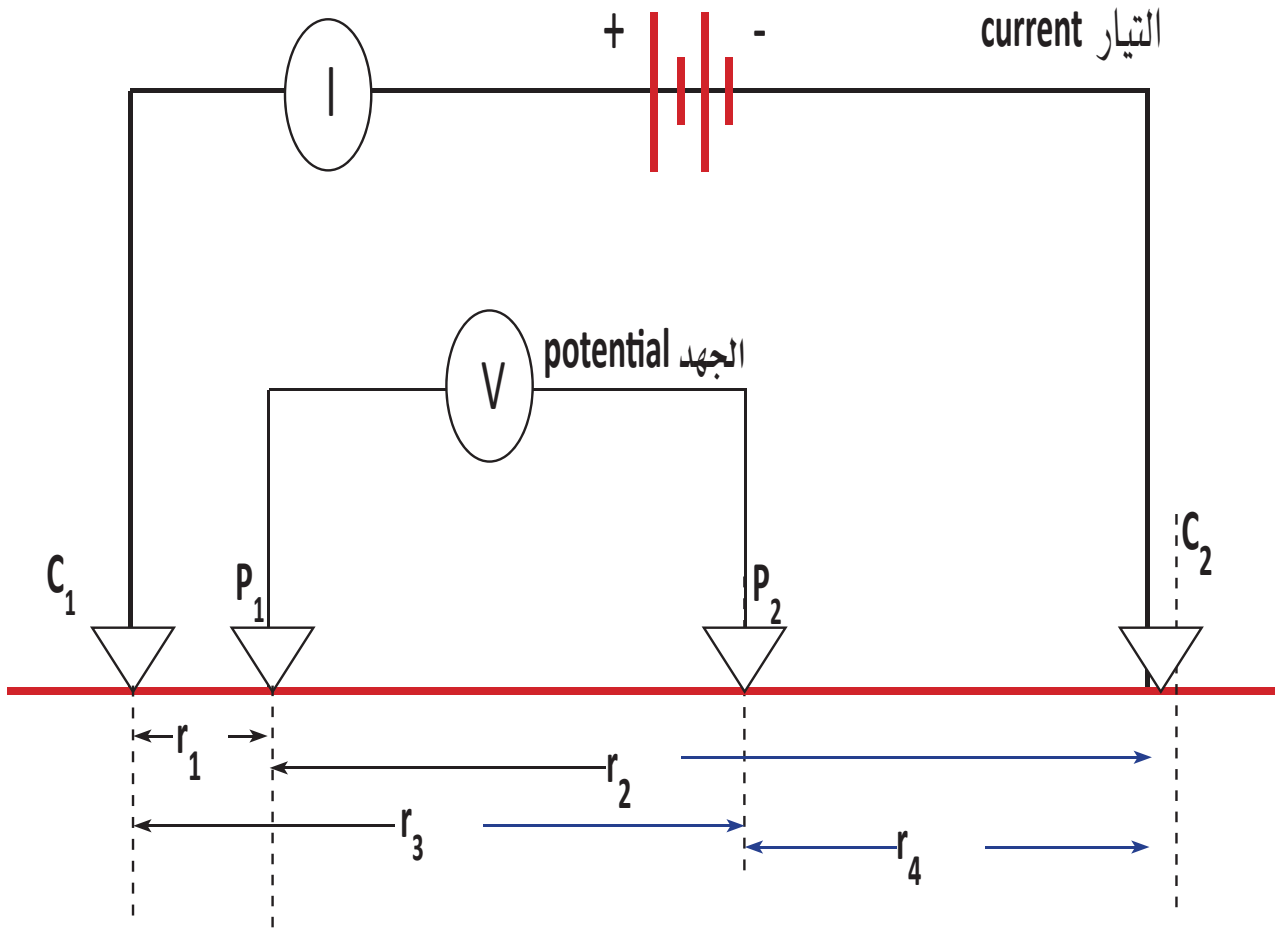 + - current التيار
I
potential الجهد
V
C1 P1 P2 C2
r1
r2
r3
r4